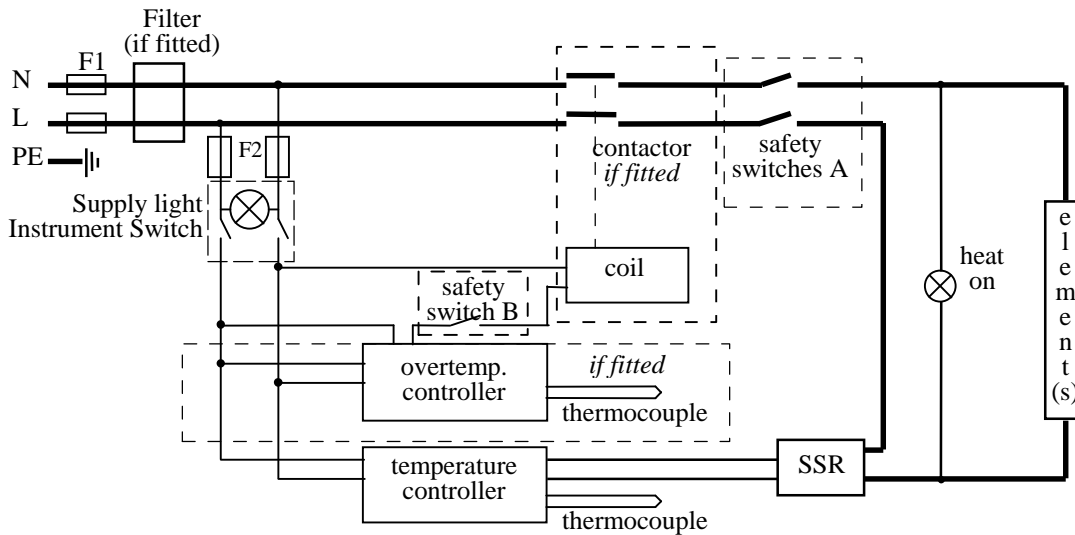 Filter
(if fitted)
F1
N
L
PE
F2
Supply light
Instrument Switch
contactor
if fitted
safety
switches A
coil
safety
switch B
heat
on
e
l
e
m
e
n
t
(s)
overtemp.
controller
if fitted
thermocouple
temperature
controller
SSR
thermocouple